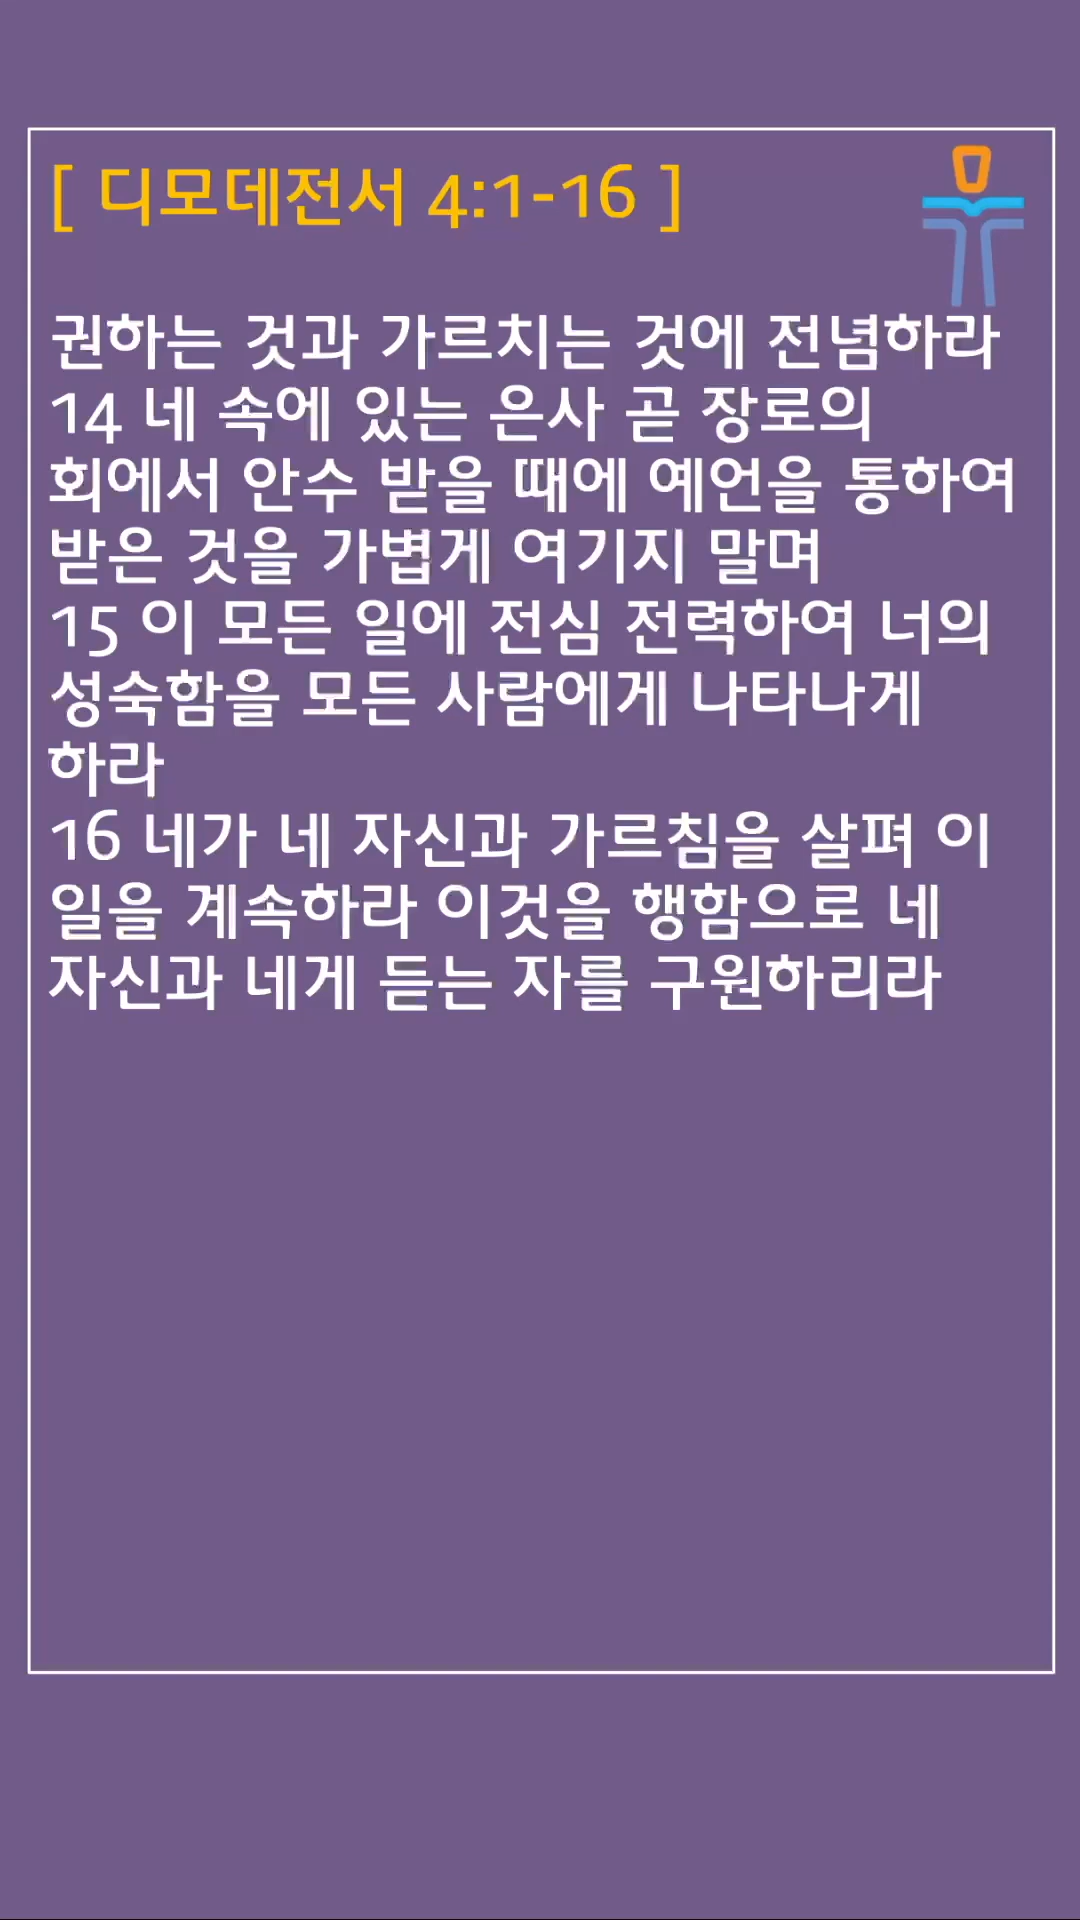 [ 디모데전서 4:1-16 ]
권하는 것과 가르치는 것에 전념하라
14 네 속에 있는 은사 곧 장로의
회에서 안수 받을 때에 예언을 통하여
받은 것을 가볍게 여기지 말며
15 이 모든 일에 전심 전력하여 너의
성숙함을 모든 사람에게 나타나게
하라
16 네가 네 자신과 가르침을 살펴 이
일을 계속하라 이것을 행함으로 네
자신과 네게 듣는 자를 구원하리라